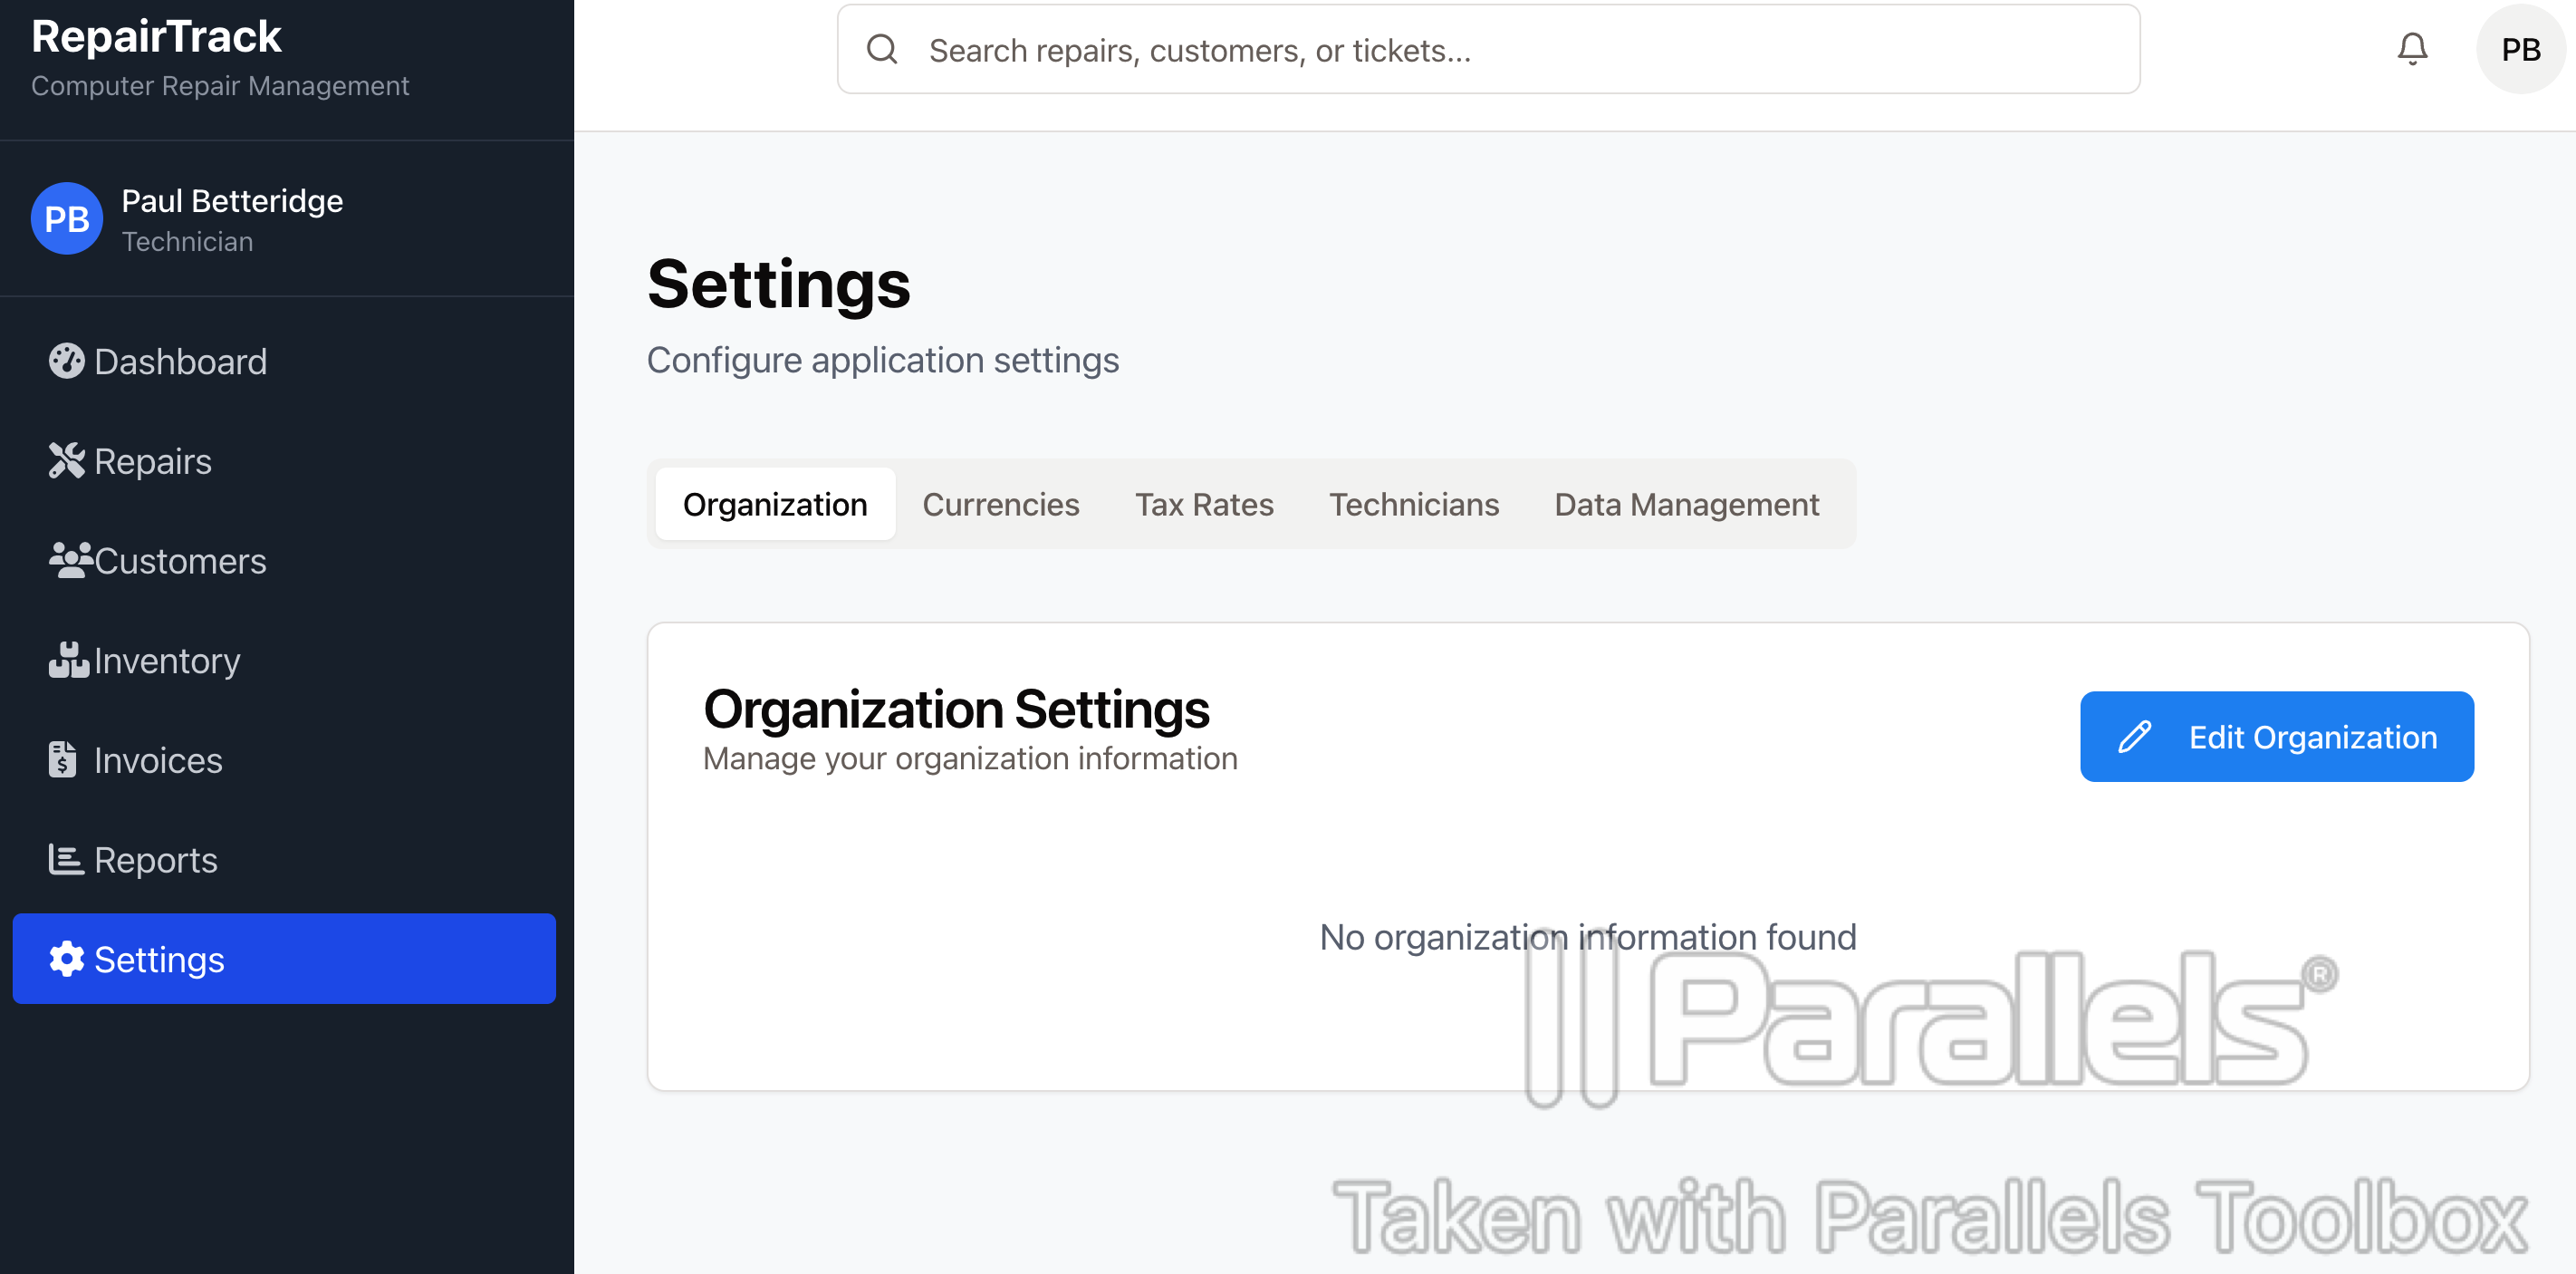 RepairTrack
Computer Repair Management
PB
Paul Betteridge
Technician
Dashboard
Repairs
Customers
Inventory
Invoices
Reports
Settings
Search repairs, customers, or tickets...
PB
Settings
Configure application settings
Organization
Currencies
Tax Rates
Technicians
Data Management
Organization Settings
Manage your organization information
Edit Organization
No organization information found
Parallels®
Taken with Parallels Toolbox